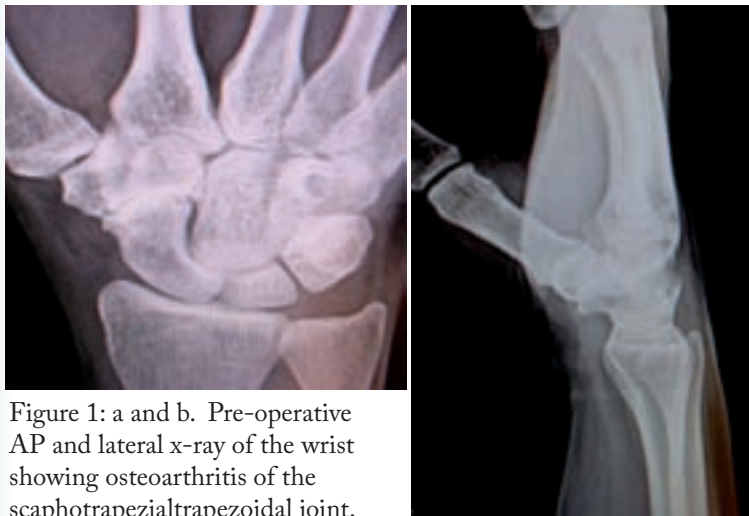 Figure 1: a and b. Pre-operative
AP and lateral x-ray of the wrist
showing osteoarthritis of the
scaphotrapezialtrapezoidal joint.